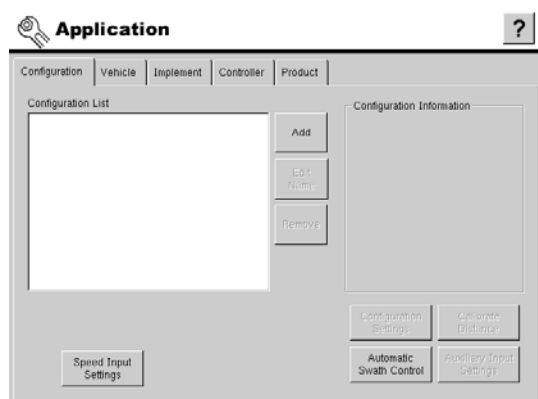 Application
?
Configuration Vehicle Implement Controller Product
Configuration List
Configuration Information
Add
Edit
Name
Remove
Configuration
Settings
Calibrate
Distance
Automatic
Swath Control
Auxiliary Input
Settings
Speed Input
Settings